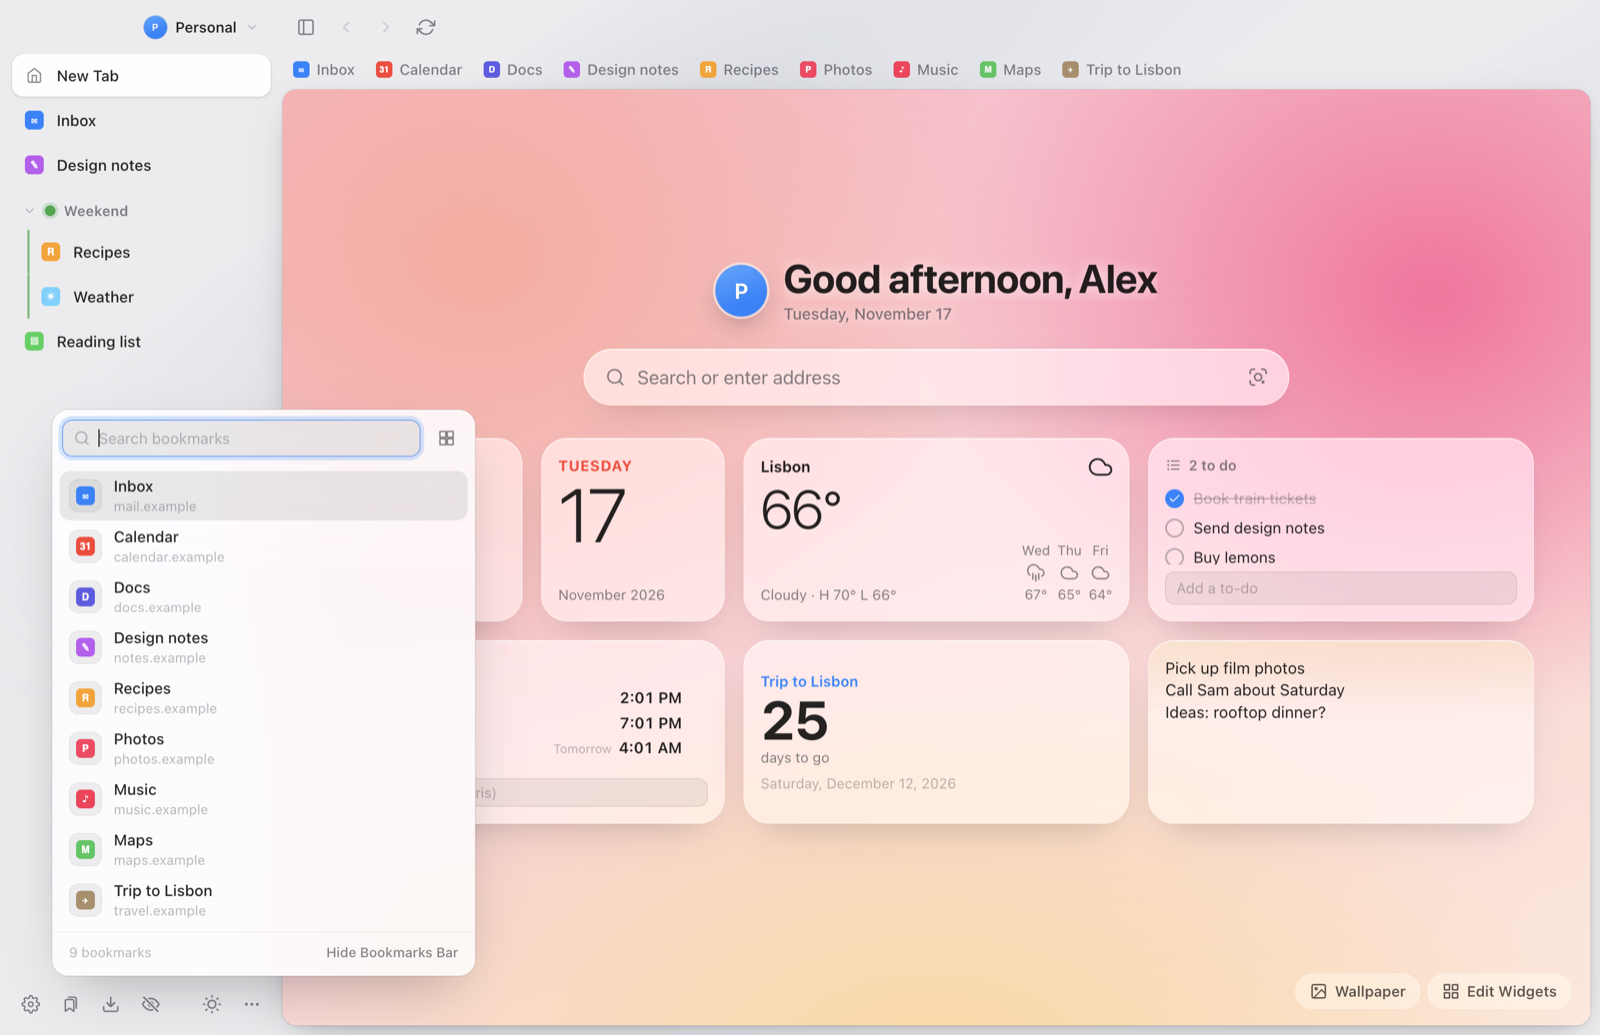 P Personal
New Tab
Inbox
Design notes
Weekend
R Recipes
Weather
Reading list
Inbox
31 Calendar
D Docs
Design notes
R Recipes
P Photos
Music
M Maps
Trip to Lisbon
P
Good afternoon, Alex
Tuesday, November 17
Search or enter address
Search bookmarks
Inbox
mail.example
31
Calendar
calendar.example
D
Docs
docs.example
Design notes
notes.example
R
Recipes
recipes.example
P
Photos
photos.example
Music
music.example
M
Maps
maps.example
Trip to Lisbon
travel.example
9 bookmarks
Hide Bookmarks Bar
TUESDAY
17
November 2026
Lisbon
66°
Wed Thu Fri
67° 65° 64°
Cloudy · H 70° L 66°
2 to do
Book train tickets
Send design notes
Buy lemons
Add a to-do
2:01 PM
7:01 PM
Tomorrow 4:01 AM
ris)
Trip to Lisbon
25
days to go
Saturday, December 12, 2026
Pick up film photos
Call Sam about Saturday
Ideas: rooftop dinner?
Wallpaper
Edit Widgets